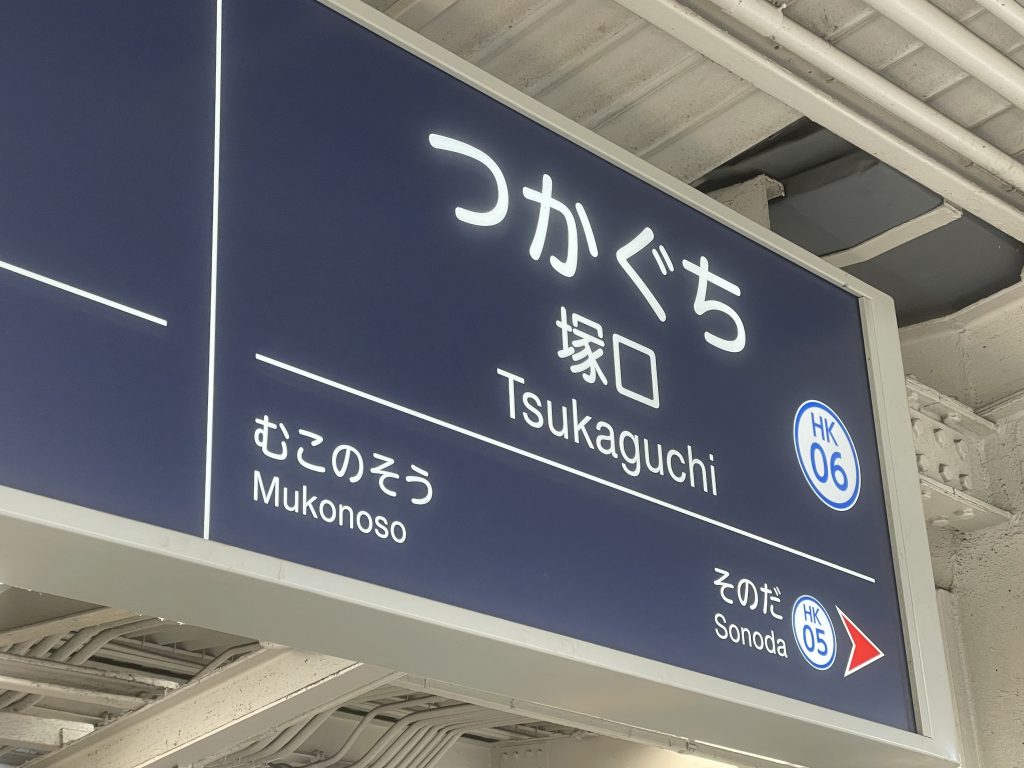 つかぐち
塚口
Tsukaguchi
HK
06
むこのそう
Mukonoso
そのだ
Sonoda
HK
05